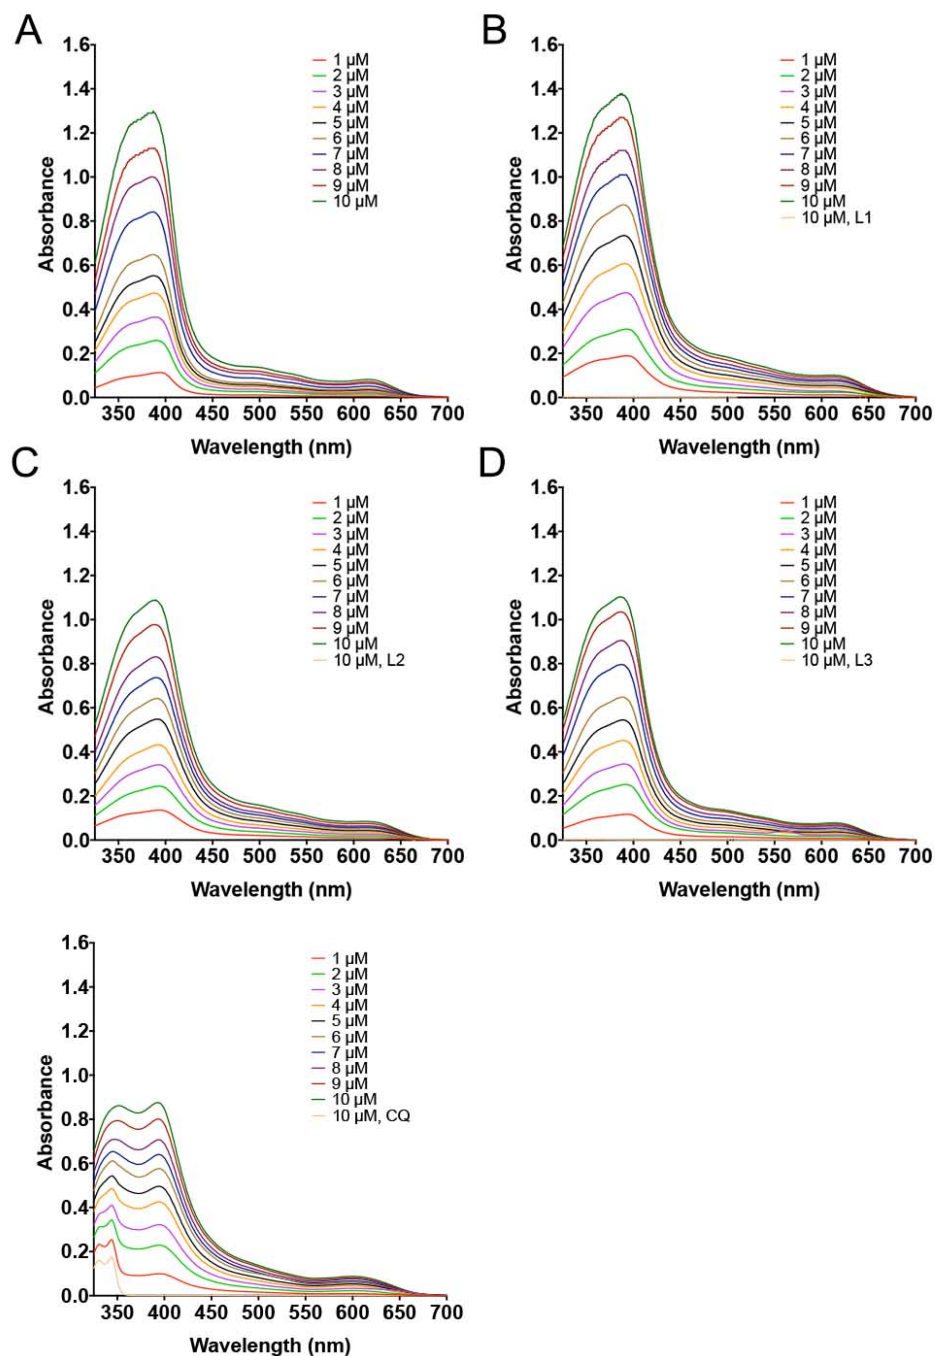 A
1.6
1.4
1.2
1.0
0.8
0.6
0.4
0.2
0.0
Absorbance
350 400 450 500 550 600 650 700
Wavelength (nm)
1 µM
2 µM
3 µM
4 µM
5 µM
6 µM
7 µM
8 µM
9 µM
10 µM
B
1.6
1.4
1.2
1.0
0.8
0.6
0.4
0.2
0.0
Absorbance
350 400 450 500 550 600 650 700
Wavelength (nm)
1 µM
2 µM
3 µM
4 µM
5 µM
6 µM
7 µM
8 µM
9 µM
10 µM
10 µM, L1
C
1.6
1.4
1.2
1.0
0.8
0.6
0.4
0.2
0.0
Absorbance
350 400 450 500 550 600 650 700
Wavelength (nm)
1 µM
2 µM
3 µM
4 µM
5 µM
6 µM
7 µM
8 µM
9 µM
10 µM
10 µM, L2
D
1.6
1.4
1.2
1.0
0.8
0.6
0.4
0.2
0.0
Absorbance
350 400 450 500 550 600 650 700
Wavelength (nm)
1 µM
2 µM
3 µM
4 µM
5 µM
6 µM
7 µM
8 µM
9 µM
10 µM
10 µM, L3
1.6
1.4
1.2
1.0
0.8
0.6
0.4
0.2
0.0
Absorbance
350 400 450 500 550 600 650 700
Wavelength (nm)
1 µM
2 µM
3 µM
4 µM
5 µM
6 µM
7 µM
8 µM
9 µM
10 µM
10 µM, CQ